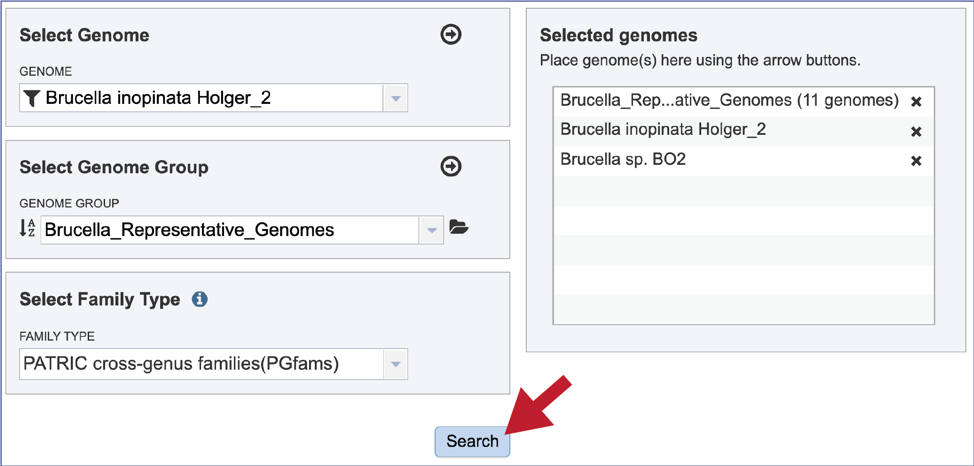 Select Genome
GENOME
Brucella inopinata Holger_2
Select Genome Group
GENOME GROUP
A
Z
Brucella_Representative_Genomes
Select Family Type
FAMILY TYPE
PATRIC cross-genus families(PGfams)
Search
Selected genomes
Place genome(s) here using the arrow buttons.
Brucella_Rep...ative_Genomes (11 genomes)
Brucella inopinata Holger_2
Brucella sp. BO2